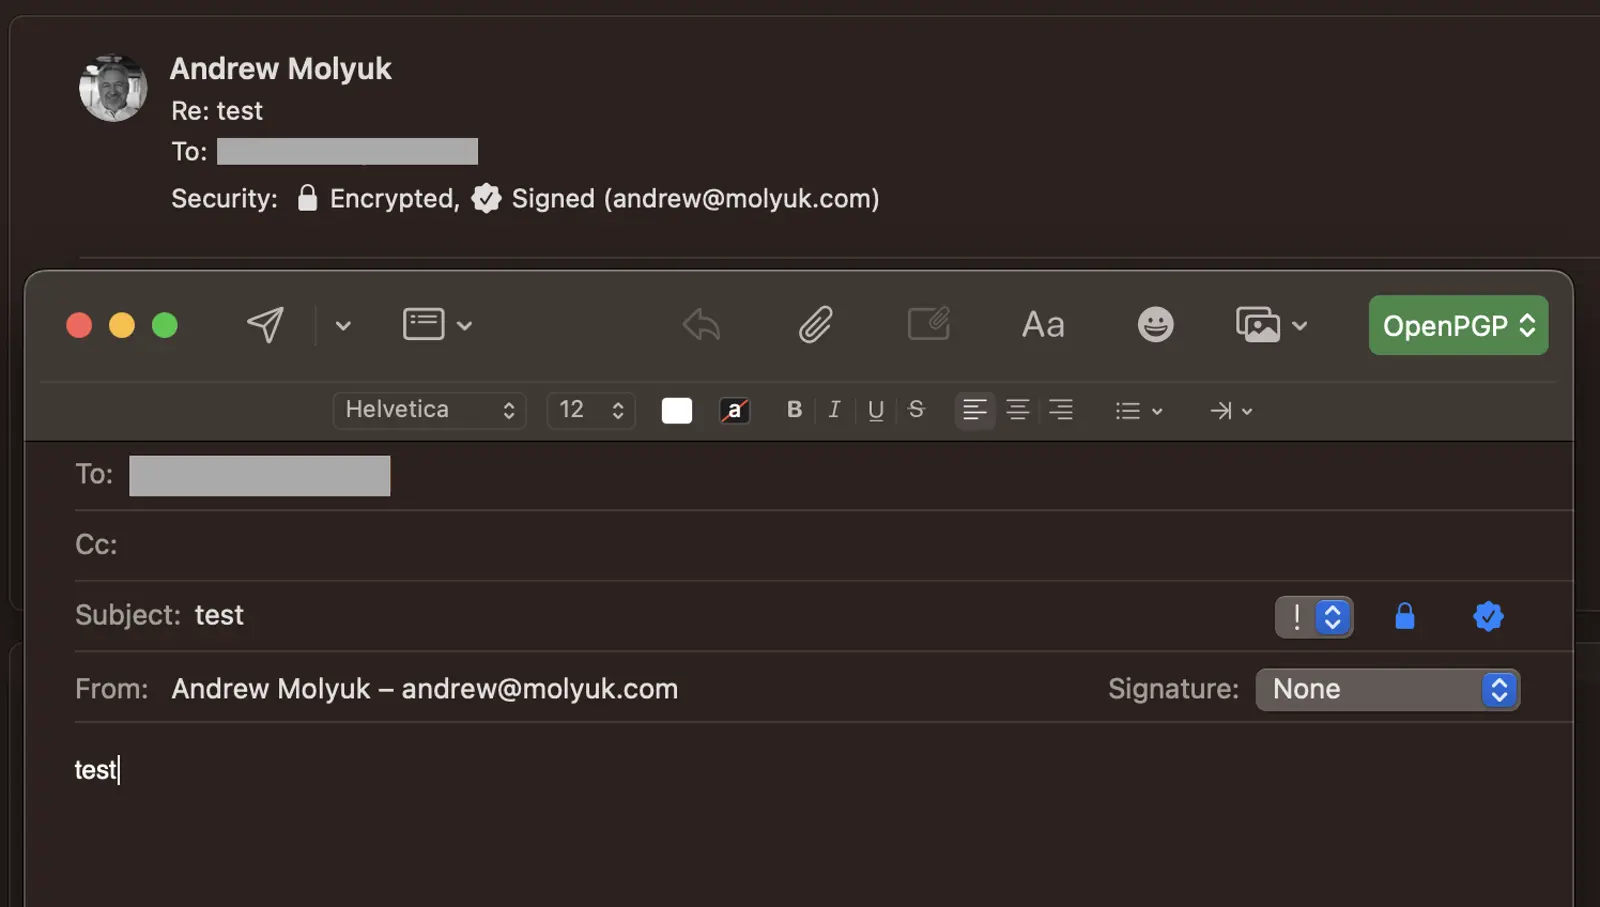 Andrew Molyuk
Re: test
To:
Security: Encrypted, Signed (andrew@molyuk.com)
Aa OpenPGP
Helvetica 12 a B I U S
To:
Cc:
Subject: test !
From: Andrew Molyuk – andrew@molyuk.com Signature: None
test